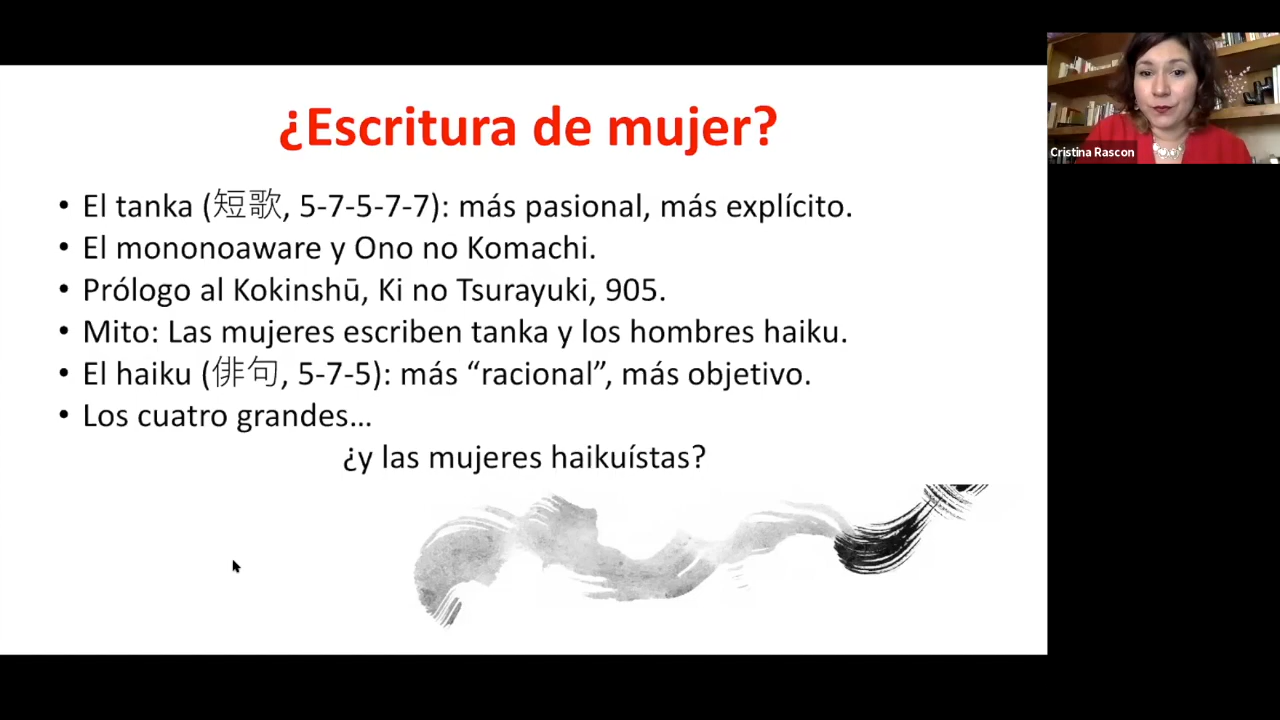 ¿Escritura de mujer?
• El tanka (短歌, 5-7-5-7-7): más pasional, más explícito.
• El mononoaware y Ono no Komachi.
• Prólogo al Kokinshū, Ki no Tsurayuki, 905.
• Mito: Las mujeres escriben tanka y los hombres haiku.
• El haiku (俳句, 5-7-5): más “racional”, más objetivo.
• Los cuatro grandes…
¿y las mujeres haikuístas?
Cristina Rascon